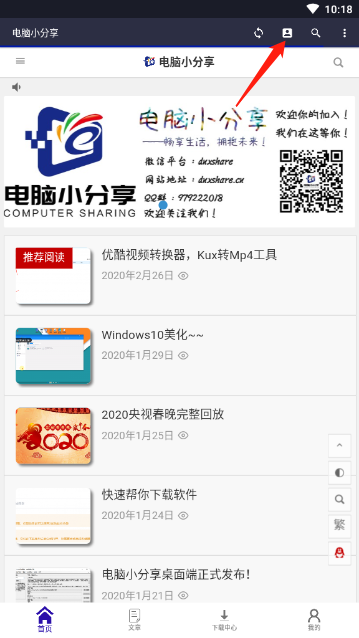 10:18
电脑小分享
电脑小分享
电脑小分享
COMPUTER SHARING
电脑小分享
——畅享生活，拥抱未来！
微信平台：dnxshare
网站地址：dnxshare.cn
QQ群：979222018
欢迎关注我们！
欢迎你的加入！
我们在这等你！
推荐阅读
优酷视频转换器，Kux转Mp4工具
2020年2月26日
Windows10美化~~
2020年1月29日
2020
2020央视春晚完整回放
2020年1月25日
快速帮你下载软件
2020年1月24日
电脑小分享桌面端正式发布！
2020年1月21日
繁
首页
文章
下载中心
我的